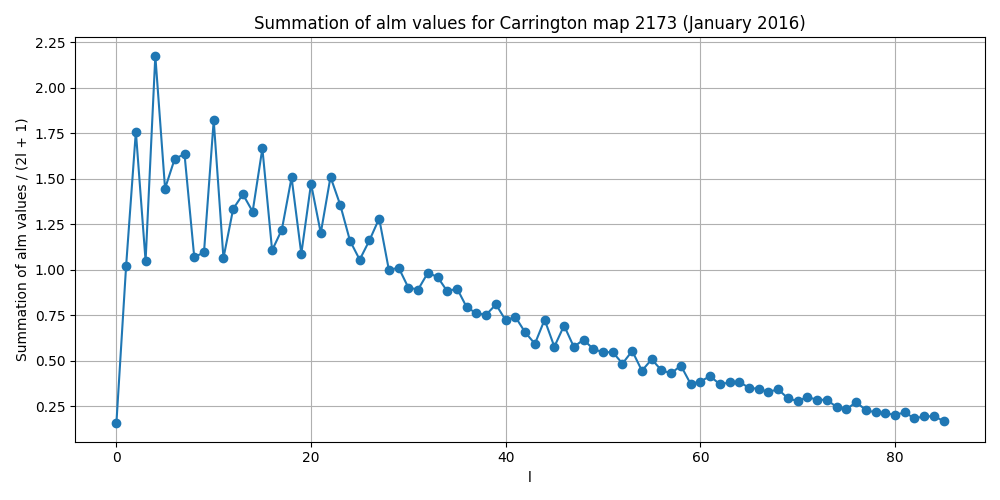 Summation of alm values for Carrington map 2173 (January 2016)
Summation of alm values / (2l + 1)
2.25
2.00
1.75
1.50
1.25
1.00
0.75
0.50
0.25
0 20 40 60 80
l